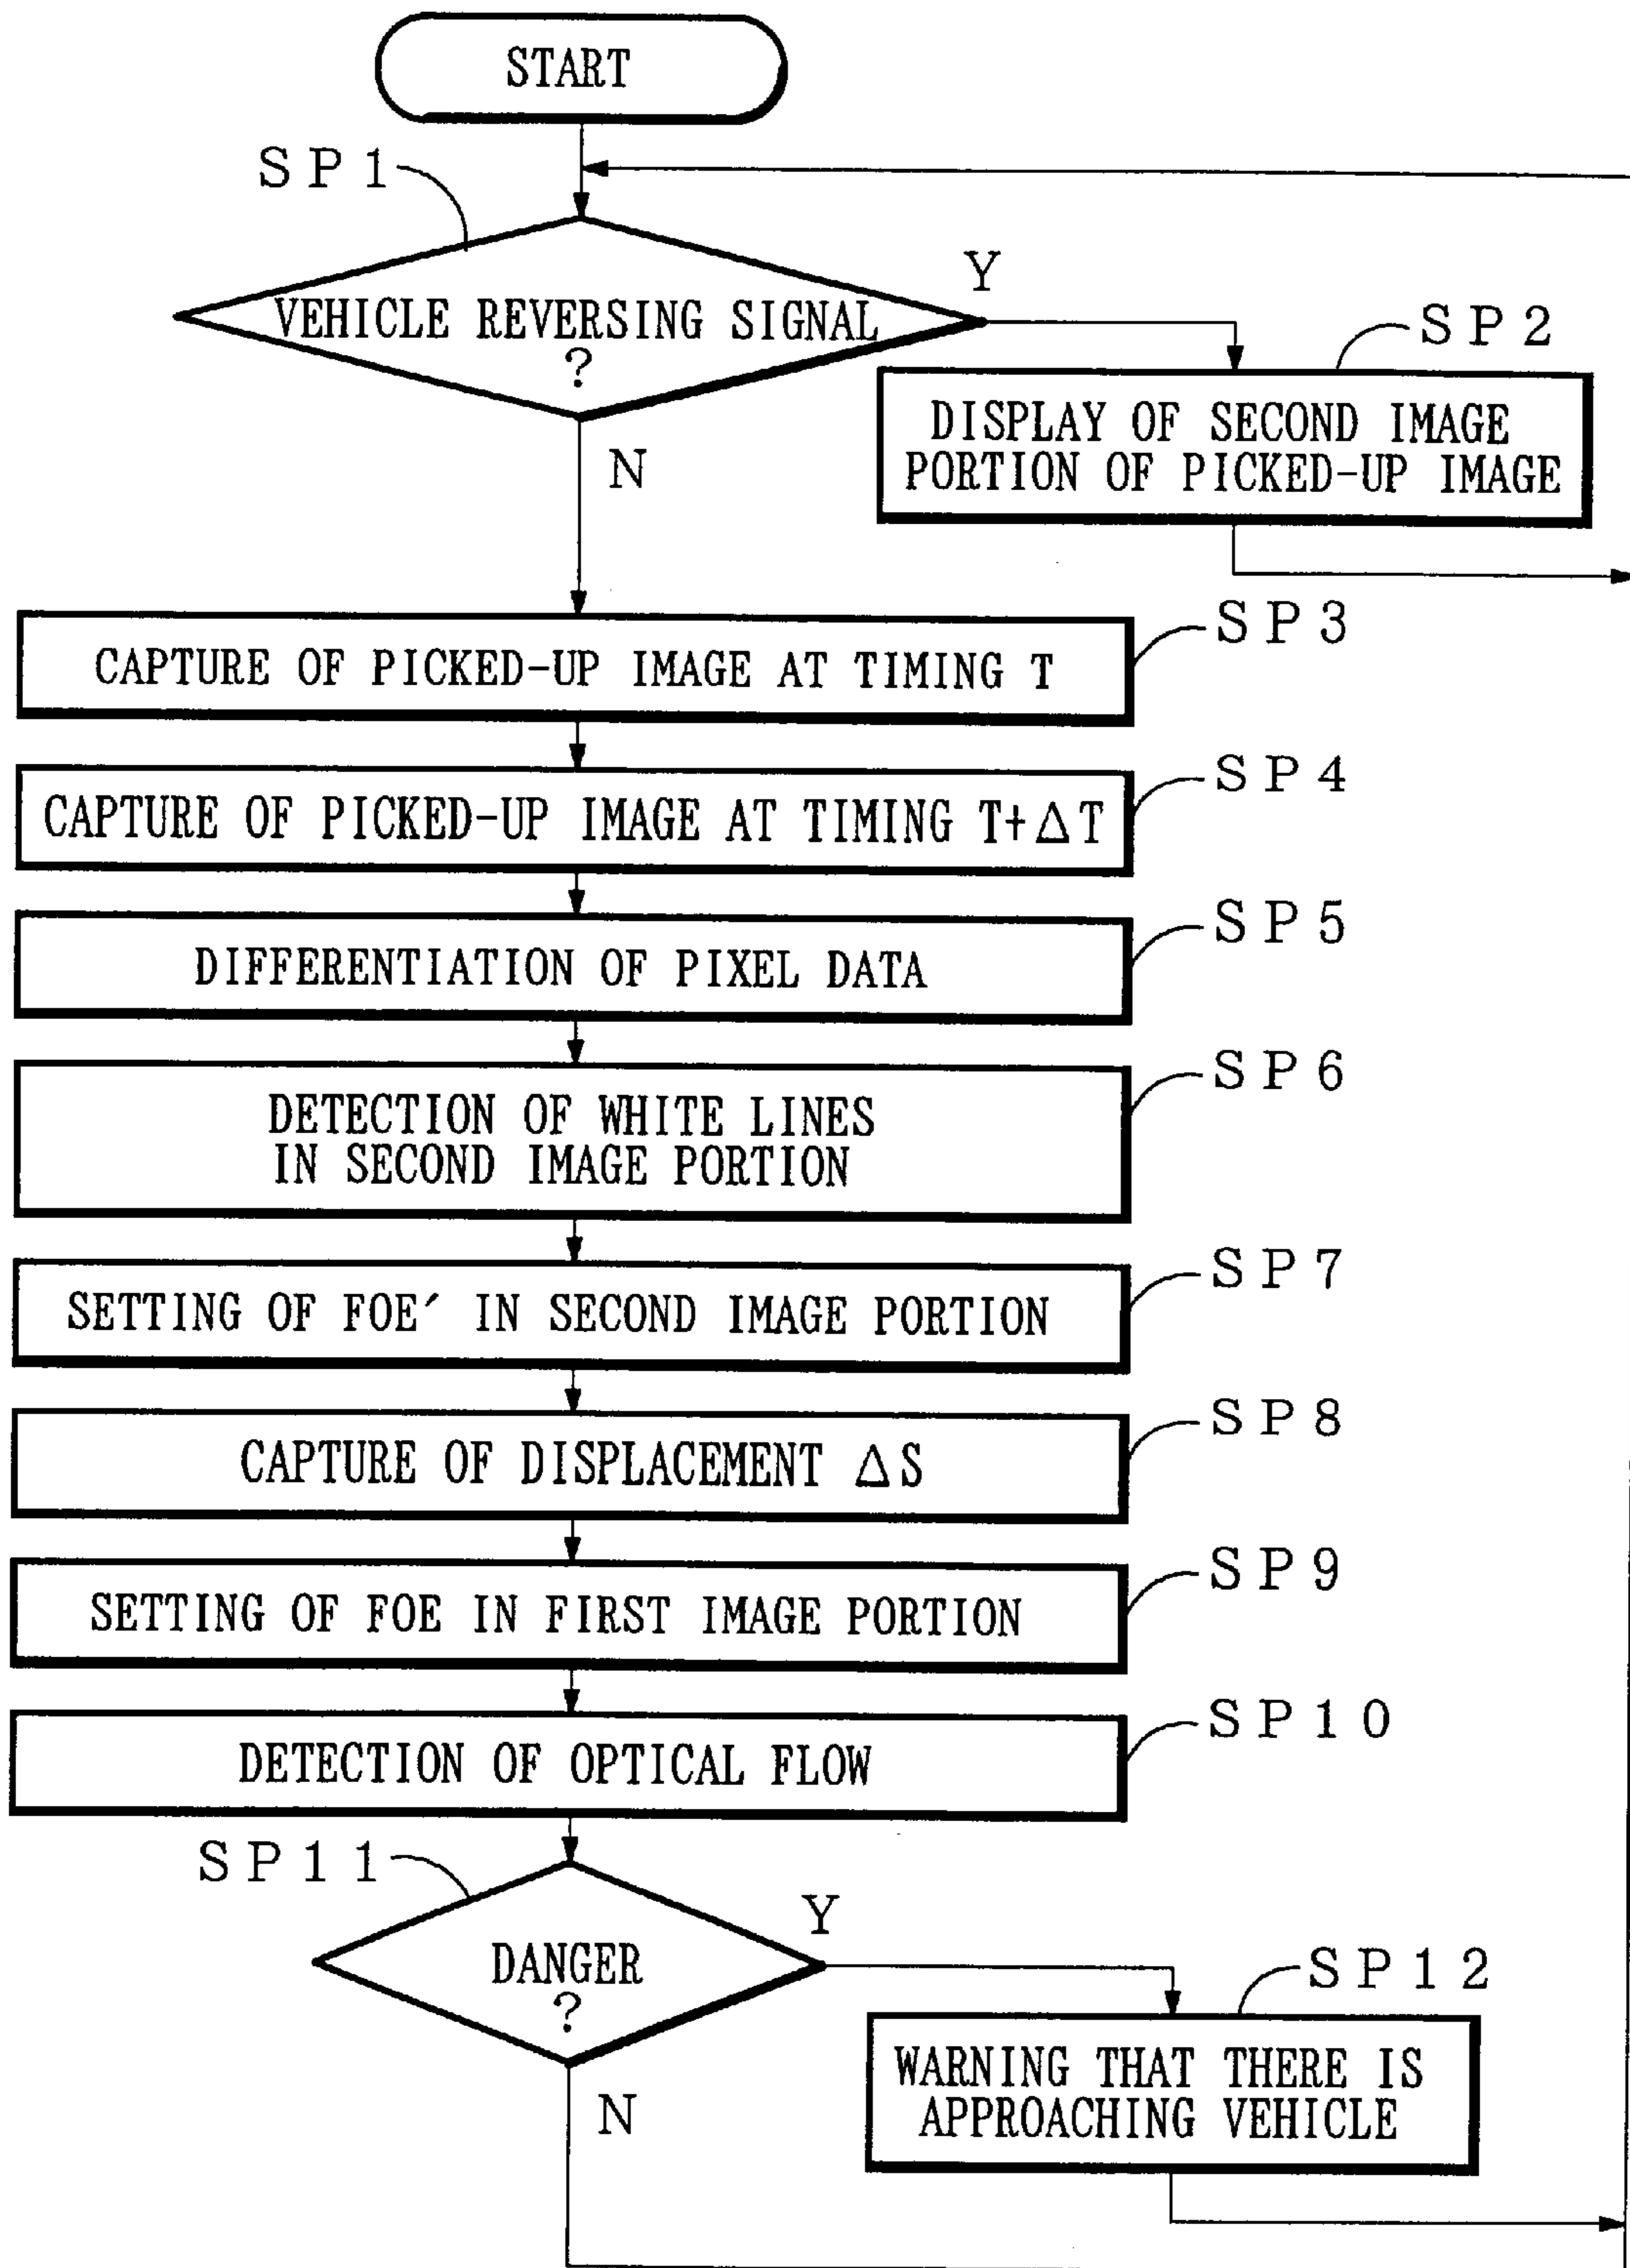 START
SP1
VEHICLE REVERSING SIGNAL
?
Y
SP2
DISPLAY OF SECOND IMAGE
PORTION OF PICKED-UP IMAGE
N
SP3
CAPTURE OF PICKED-UP IMAGE AT TIMING T
SP4
CAPTURE OF PICKED-UP IMAGE AT TIMING T+ΔT
SP5
DIFFERENTIATION OF PIXEL DATA
SP6
DETECTION OF WHITE LINES
IN SECOND IMAGE PORTION
SP7
SETTING OF FOE′ IN SECOND IMAGE PORTION
SP8
CAPTURE OF DISPLACEMENT ΔS
SP9
SETTING OF FOE IN FIRST IMAGE PORTION
SP10
DETECTION OF OPTICAL FLOW
SP11
DANGER
?
Y
SP12
WARNING THAT THERE IS
APPROACHING VEHICLE
N